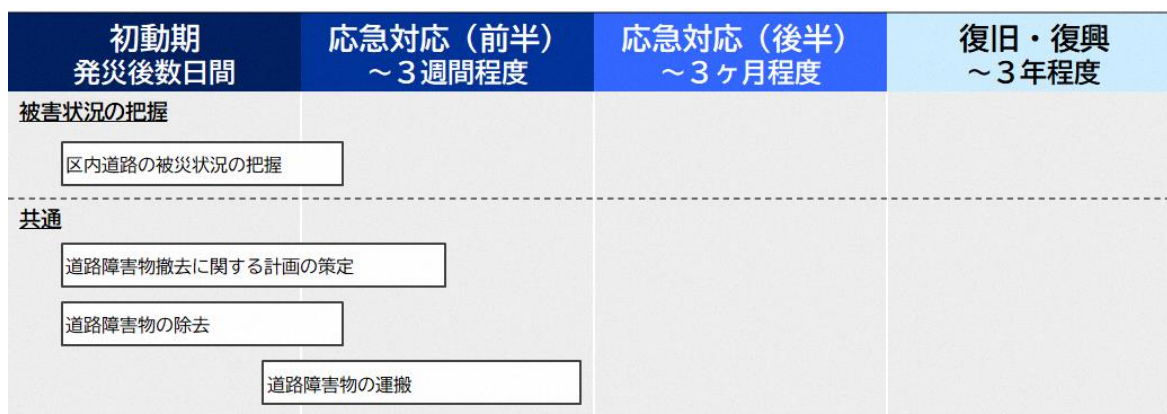 初動期
発災後数日間
応急対応（前半）
～３週間程度
応急対応（後半）
～３ヶ月程度
復旧・復興
～３年程度
被害状況の把握
区内道路の被災状況の把握
共通
道路障害物撤去に関する計画の策定
道路障害物の除去
道路障害物の運搬